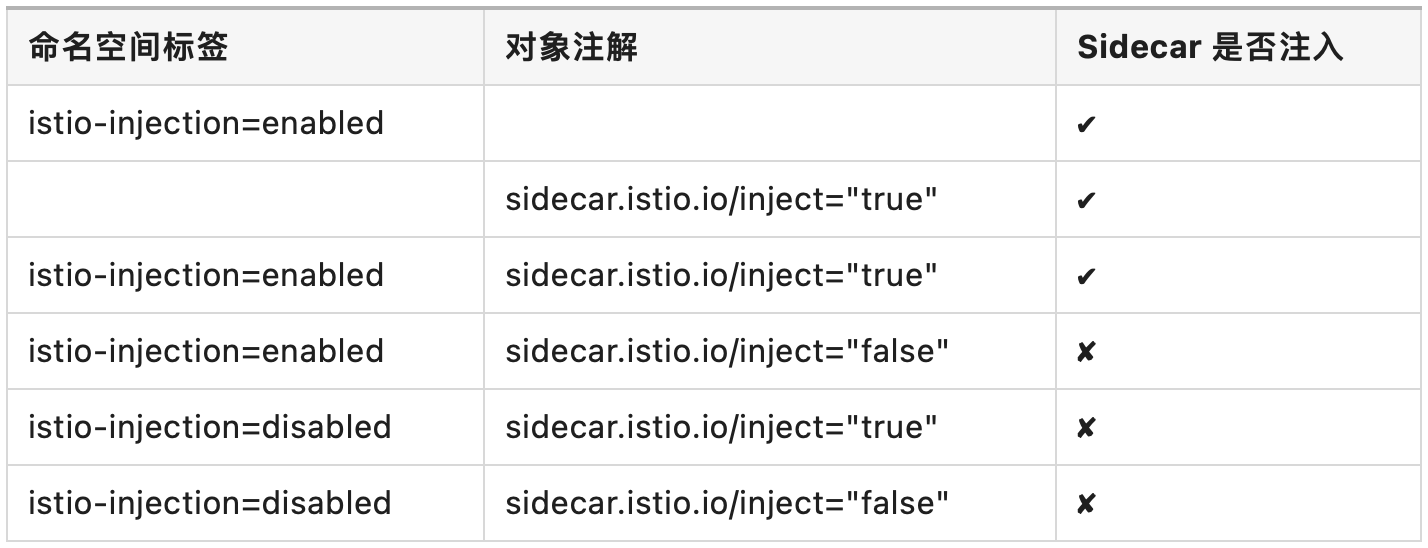 命名空间标签 对象注解 Sidecar 是否注入
istio-injection=enabled ✔
sidecar.istio.io/inject="true" ✔
istio-injection=enabled sidecar.istio.io/inject="true" ✔
istio-injection=enabled sidecar.istio.io/inject="false" ✘
istio-injection=disabled sidecar.istio.io/inject="true" ✘
istio-injection=disabled sidecar.istio.io/inject="false" ✘